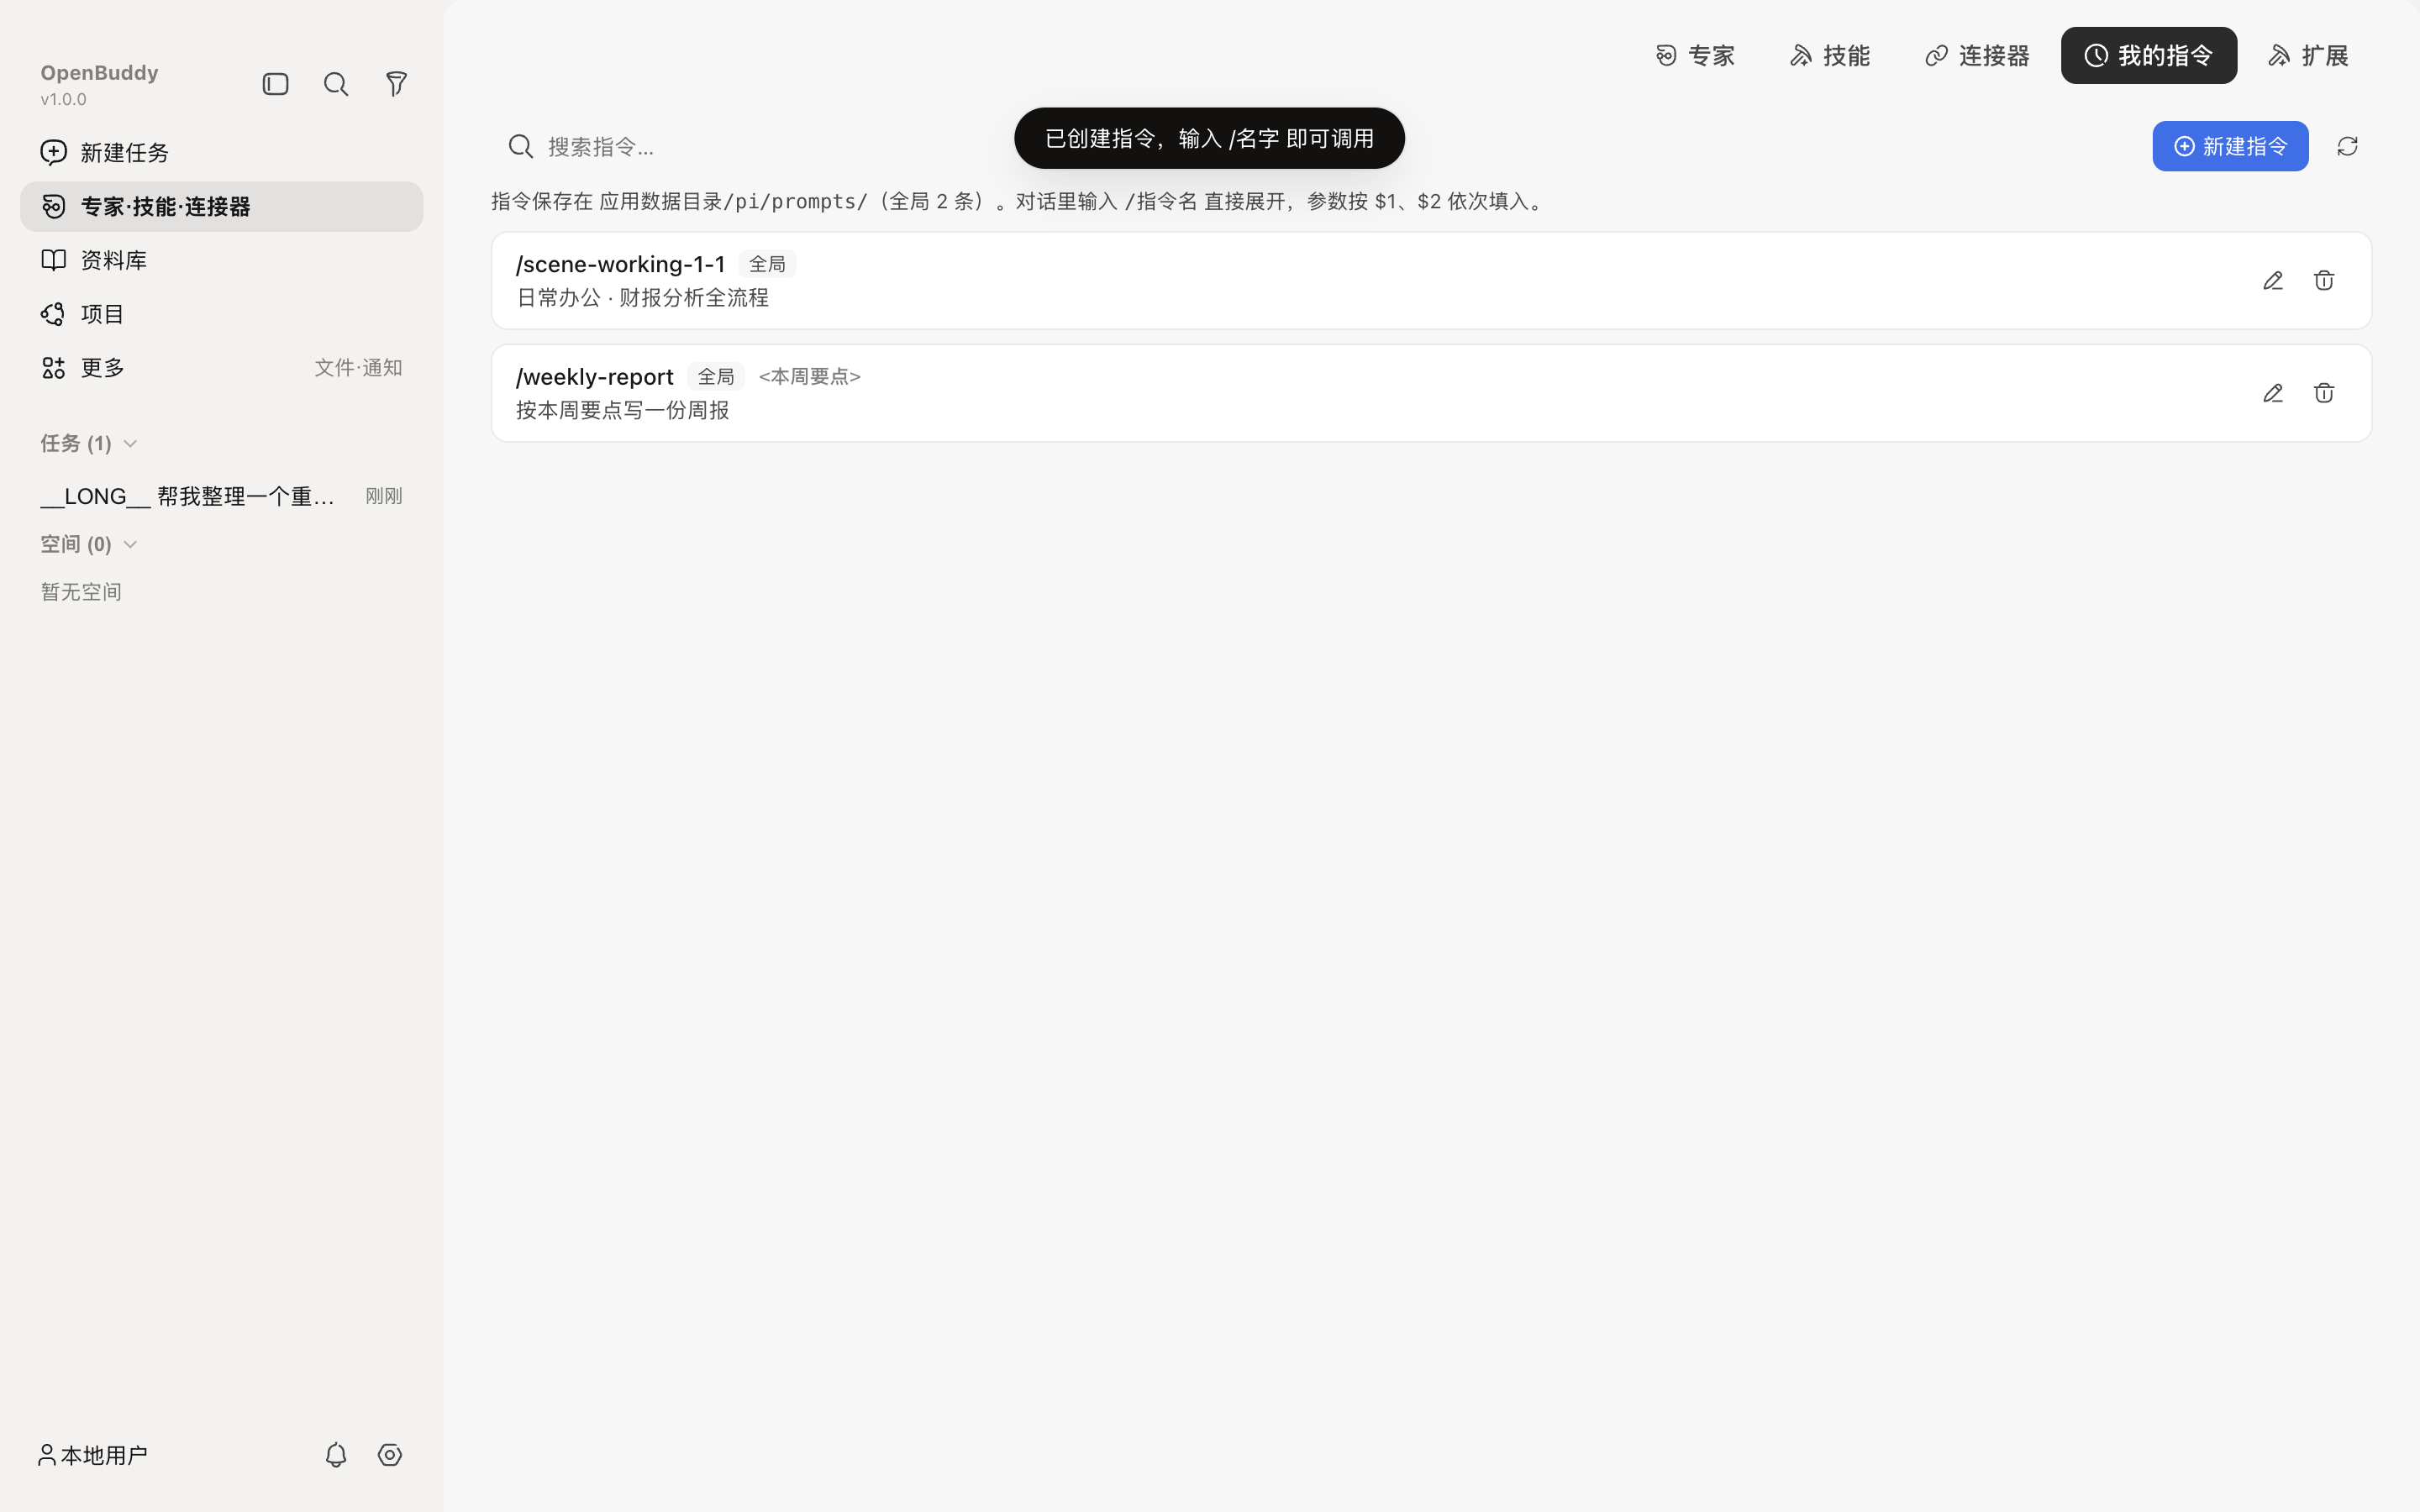 OpenBuddy
v1.0.0
新建任务
专家·技能·连接器
资料库
项目
更多 文件·通知
任务 (1)
__LONG__ 帮我整理一个重… 刚刚
空间 (0)
暂无空间
本地用户
专家 技能 连接器 我的指令 扩展
搜索指令...
已创建指令，输入 /名字 即可调用
新建指令
指令保存在 应用数据目录/pi/prompts/（全局 2 条）。对话里输入 /指令名 直接展开，参数按 $1、$2 依次填入。
/scene-working-1-1 全局
日常办公 · 财报分析全流程
/weekly-report 全局 <本周要点>
按本周要点写一份周报